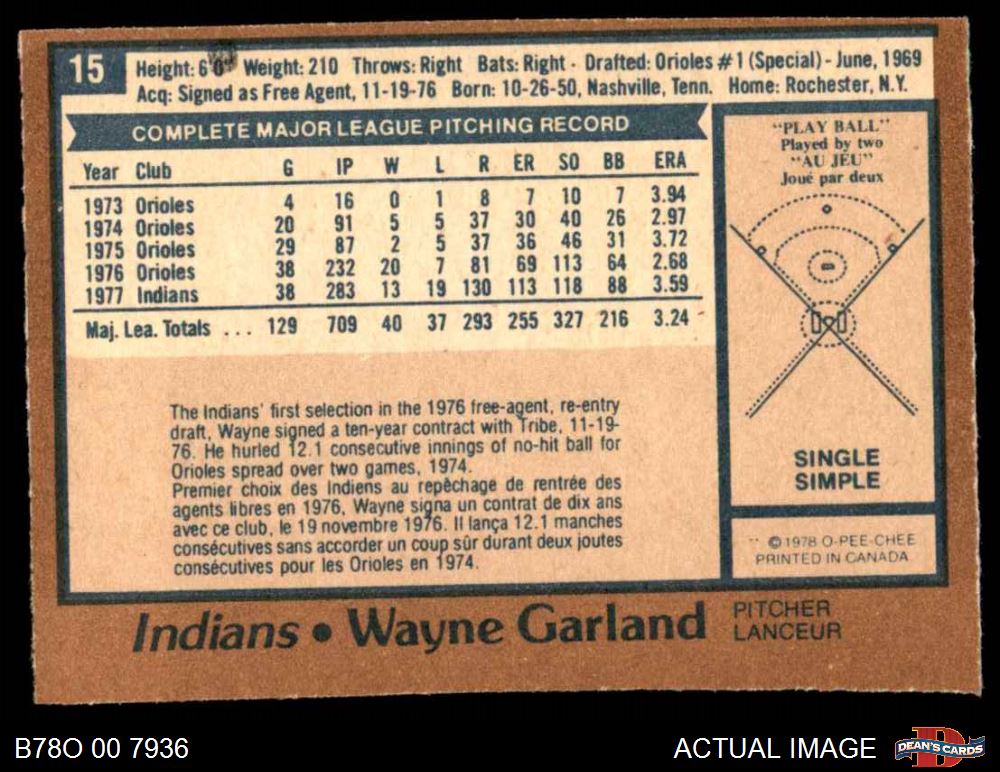 15
Height: 6'0" Weight: 210 Throws: Right Bats: Right · Drafted: Orioles #1 (Special) - June, 1969
Acq: Signed as Free Agent, 11-19-76 Born: 10-26-50, Nashville, Tenn. Home: Rochester, N.Y.
COMPLETE MAJOR LEAGUE PITCHING RECORD
Year Club G IP W L R ER SO BB ERA
1973 Orioles 4 16 0 1 8 7 10 7 3.94
1974 Orioles 20 91 5 5 37 30 40 26 2.97
1975 Orioles 29 87 2 5 37 36 46 31 3.72
1976 Orioles 38 232 20 7 81 69 113 64 2.68
1977 Indians 38 283 13 19 130 113 118 88 3.59
Maj. Lea. Totals ... 129 709 40 37 293 255 327 216 3.24
The Indians' first selection in the 1976 free-agent, re-entry
draft, Wayne signed a ten-year contract with Tribe, 11-19-
76. He hurled 12.1 consecutive innings of no-hit ball for
Orioles spread over two games, 1974.
Premier choix des Indiens au repêchage de rentrée des
agents libres en 1976, Wayne signa un contrat de dix ans
avec ce club, le 19 novembre 1976. Il lança 12.1 manches
consécutives sans accorder un coup sûr durant deux joutes
consécutives pour les Orioles en 1974.
"PLAY BALL"
Played by two
"AU JEU"
Joué par deux
SINGLE
SIMPLE
©1978 O-PEE-CHEE
PRINTED IN CANADA
Indians • Wayne Garland
PITCHER
LANCEUR
B78O 00 7936
ACTUAL IMAGE
D
DEAN'S CARDS